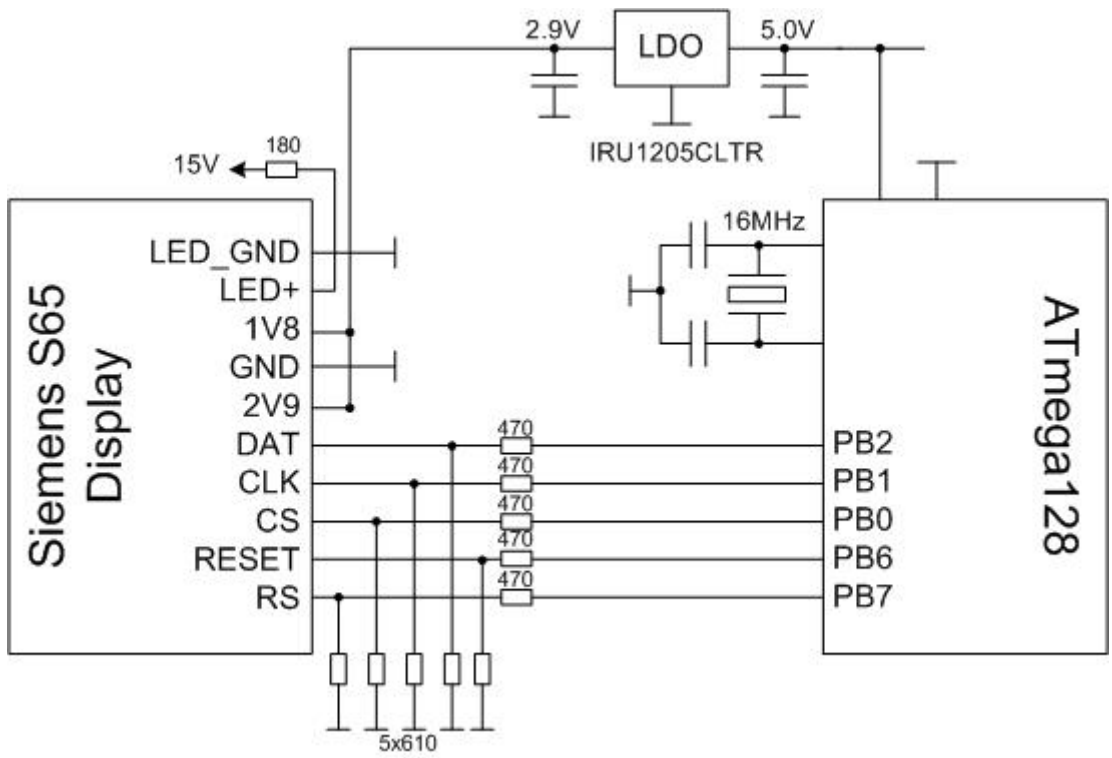 2.9V
LDO
5.0V
IRU1205CLTR
15V
180
16MHz
Siemens S65
Display
LED_GND
LED+
1V8
GND
2V9
DAT
CLK
CS
RESET
RS
470
470
470
470
470
PB2
PB1
PB0
PB6
PB7
ATmega128
5x610